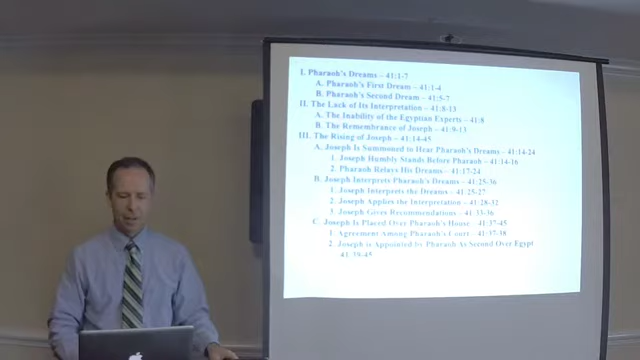 I. Pharaoh's Dreams – 41:1-7
A. Pharaoh's First Dream – 41:1-4
B. Pharaoh's Second Dream – 41:5-7
II. The Lack of Its Interpretation – 41:8-13
A. The Inability of the Egyptian Experts – 41:8
B. The Remembrance of Joseph – 41:9-13
III. The Rising of Joseph – 41:14-45
A. Joseph Is Summoned to Hear Pharaoh's Dreams – 41:14-24
1. Joseph Humbly Stands Before Pharaoh – 41:14-16
2. Pharaoh Relays His Dreams – 41:17-24
B. Joseph Interprets Pharaoh's Dreams – 41:25-36
1. Joseph Interprets the Dreams – 41:25-27
2. Joseph Applies the Interpretation – 41:28-32
3. Joseph Gives Recommendations – 41:33-36
C. Joseph Is Placed Over Pharaoh's House – 41:37-45
1. Agreement Among Pharaoh's Court – 41:37-38
2. Joseph is Appointed by Pharaoh As Second Over Egypt
41:39-45